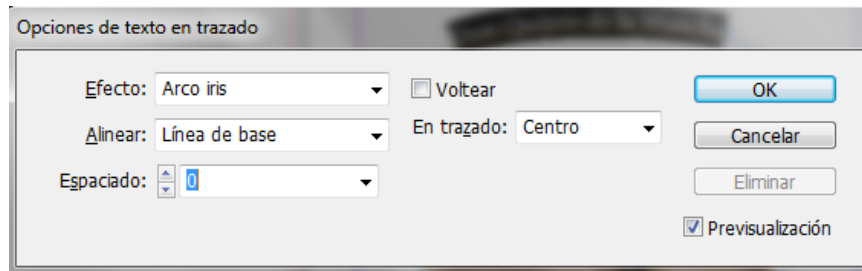 Opciones de texto en trazado
Efecto: Arco iris
Voltear
OK
Alinear: Línea de base
En trazado: Centro
Cancelar
Espaciado: 0
Eliminar
Previsualización